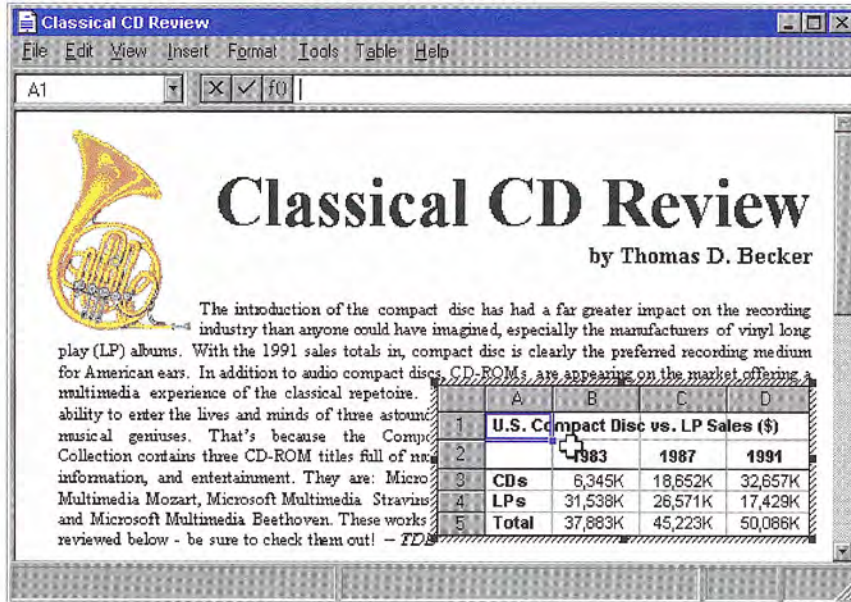 Classical CD Review
File Edit View Insert Format Tools Table Help
A1 f()
Classical CD Review
by Thomas D. Becker
The introduction of the compact disc has had a far greater impact on the recording
industry than anyone could have imagined, especially the manufacturers of vinyl long
play (LP) albums. With the 1991 sales totals in, compact disc is clearly the preferred recording medium
for American ears. In addition to audio compact discs, CD-ROMs are appearing on the market offering a
multimedia experience of the classical repetoire.
ability to enter the lives and minds of three astound
musical geniuses. That's because the Compo
Collection contains three CD-ROM titles full of
information, and entertainment. They are: Micro
Multimedia Mozart, Microsoft Multimedia Stravins
and Microsoft Multimedia Beethoven. These works
reviewed below - be sure to check them out! – TDB
A B C D
1 U.S. Compact Disc vs. LP Sales ($)
2 1983 1987 1991
3 CDs 6,345K 18,652K 32,657K
4 LPs 31,538K 26,571K 17,429K
5 Total 37,883K 45,223K 50,086K